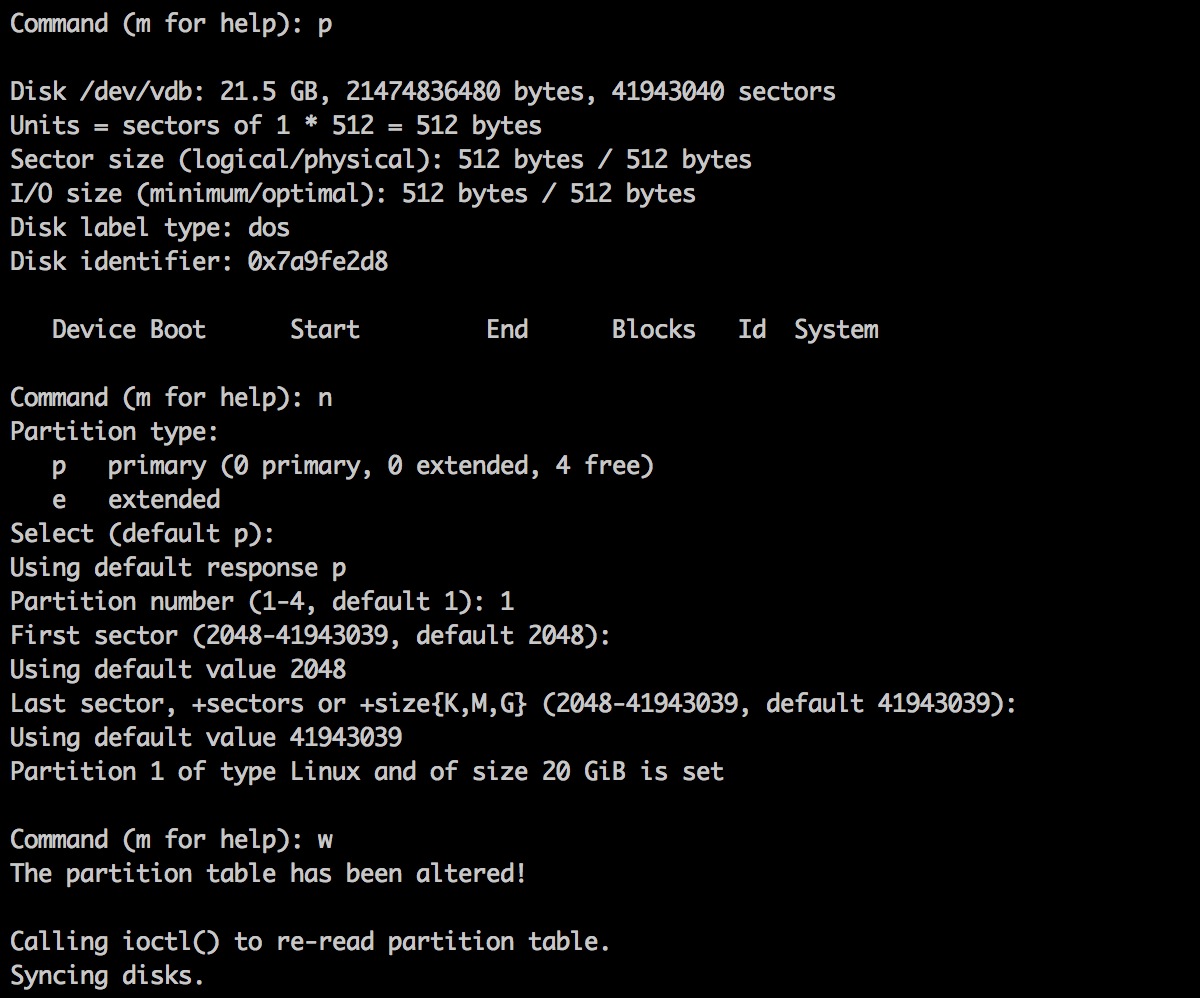 Command (m for help): p
Disk /dev/vdb: 21.5 GB, 21474836480 bytes, 41943040 sectors
Units = sectors of 1 * 512 = 512 bytes
Sector size (logical/physical): 512 bytes / 512 bytes
I/O size (minimum/optimal): 512 bytes / 512 bytes
Disk label type: dos
Disk identifier: 0x7a9fe2d8
   Device Boot      Start         End      Blocks   Id  System
Command (m for help): n
Partition type:
   p   primary (0 primary, 0 extended, 4 free)
   e   extended
Select (default p):
Using default response p
Partition number (1-4, default 1): 1
First sector (2048-41943039, default 2048):
Using default value 2048
Last sector, +sectors or +size{K,M,G} (2048-41943039, default 41943039):
Using default value 41943039
Partition 1 of type Linux and of size 20 GiB is set
Command (m for help): w
The partition table has been altered!
Calling ioctl() to re-read partition table.
Syncing disks.